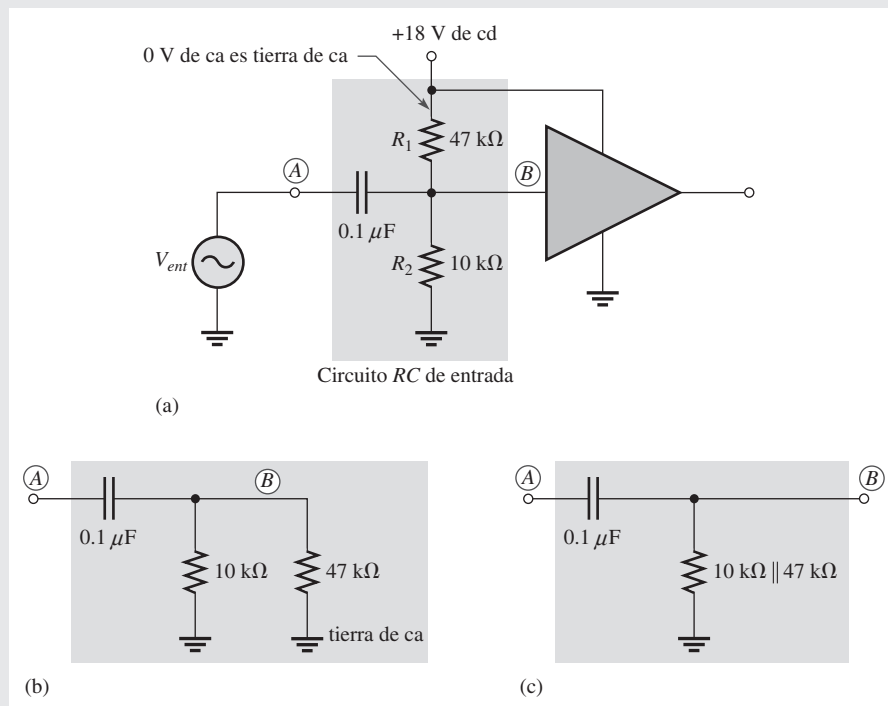 +18 V de cd
0 V de ca es tierra de ca
R1 47 kΩ
A
B
0.1 μF
Vent
R2 10 kΩ
Circuito RC de entrada
(a)
A
B
0.1 μF
10 kΩ
47 kΩ
tierra de ca
(b)
A
B
0.1 μF
10 kΩ || 47 kΩ
(c)